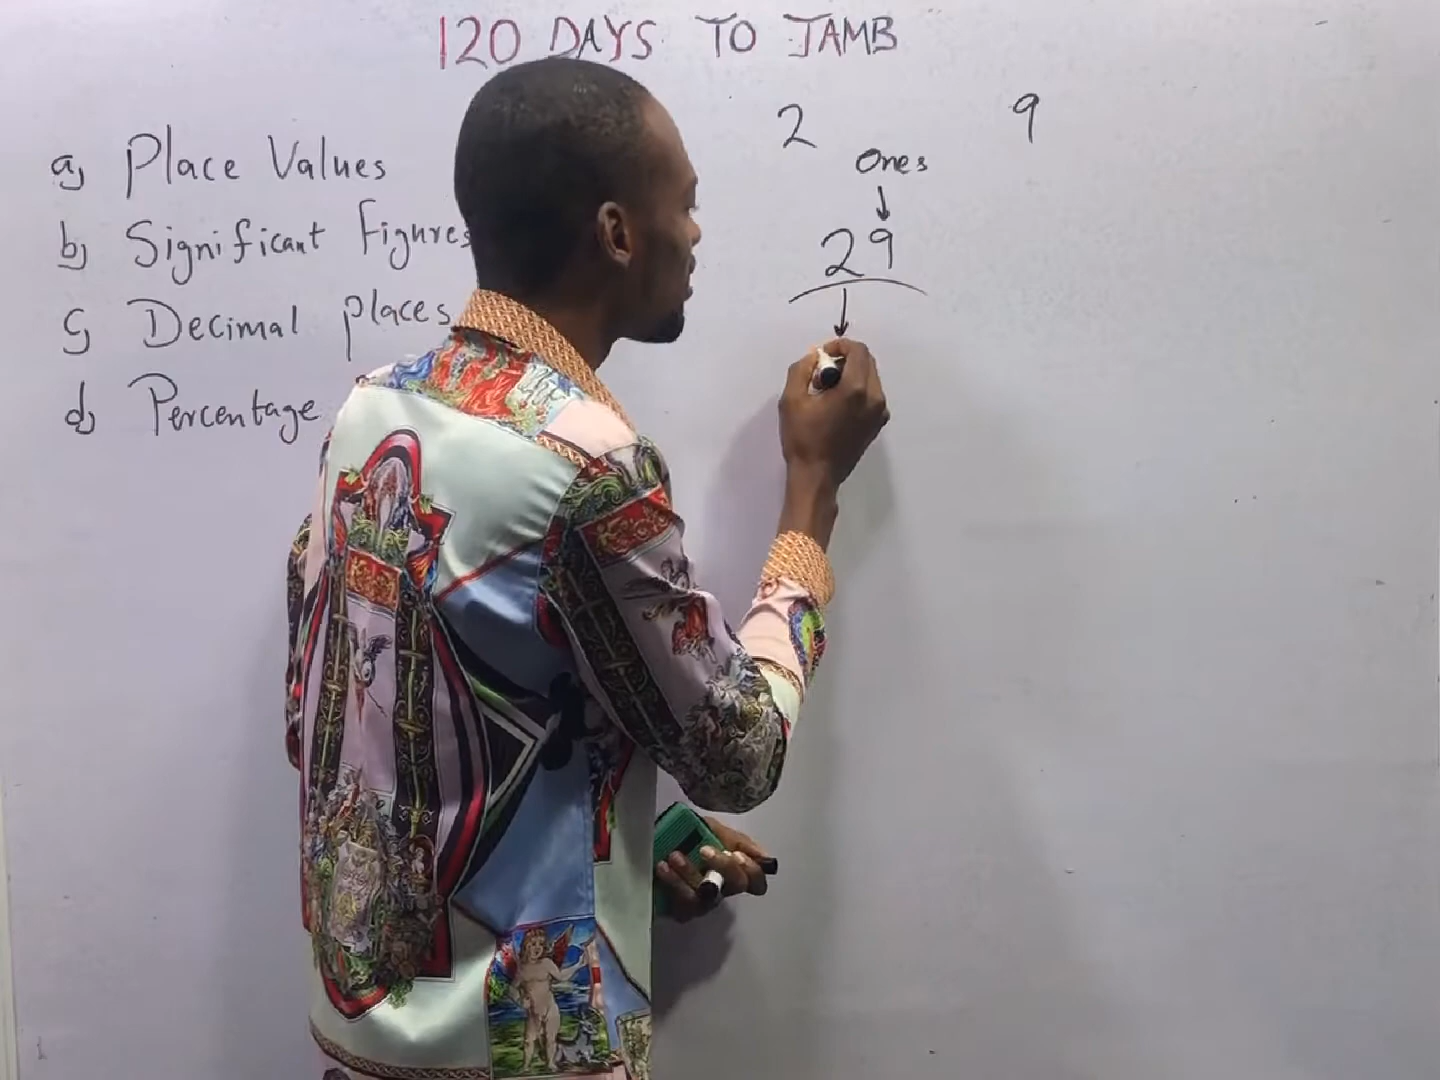 120 DAYS TO JAMB
a) Place Values
b) Significant Figures
c) Decimal places
d) Percentage
2 9
Ones
29